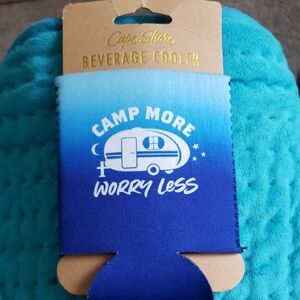 Cape Shore
BEVERAGE COOLER
CAMP MORE
WORRY LESS